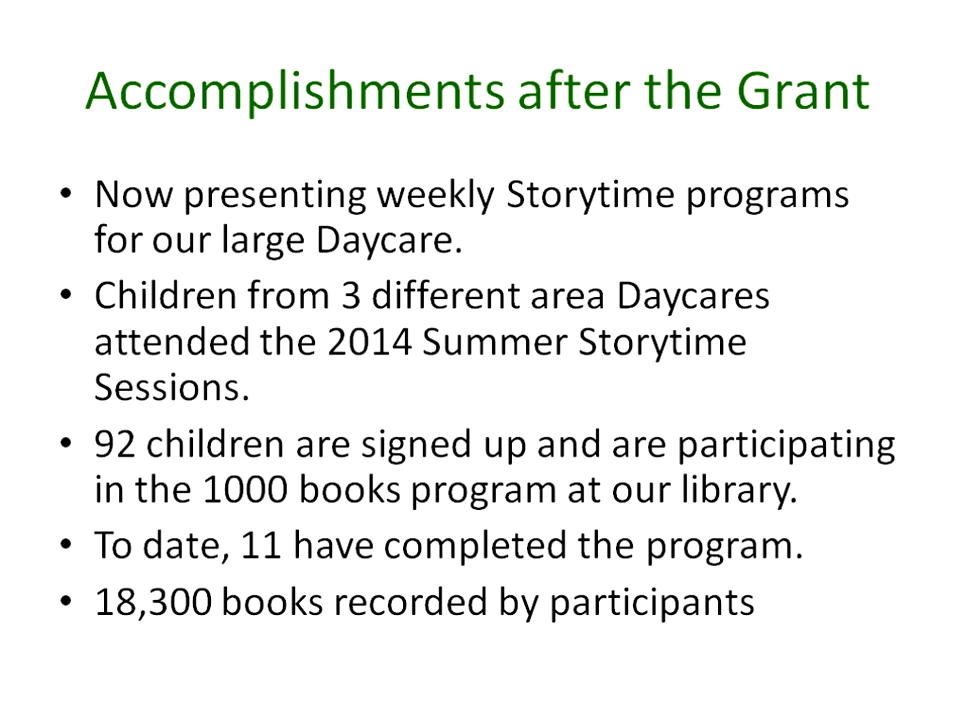 Accomplishments after the Grant
• Now presenting weekly Storytime programs
for our large Daycare.
• Children from 3 different area Daycares
attended the 2014 Summer Storytime
Sessions.
• 92 children are signed up and are participating
in the 1000 books program at our library.
• To date, 11 have completed the program.
• 18,300 books recorded by participants